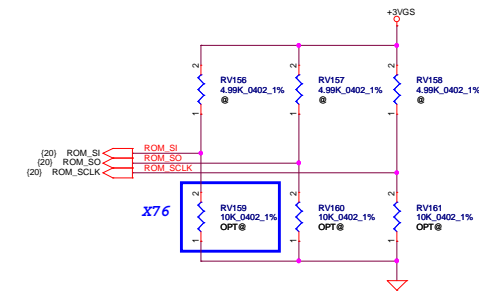 +3VGS
2 2 2
RV156 RV157 RV158
4.99K_0402_1% 4.99K_0402_1% 4.99K_0402_1%
@ @ @
1 1 1
{20} ROM_SI ROM_SI
{20} ROM_SO ROM_SO
{20} ROM_SCLK ROM_SCLK
2 2 2
X76 RV159 RV160 RV161
10K_0402_1% 10K_0402_1% 10K_0402_1%
OPT@ OPT@ OPT@
1 1 1